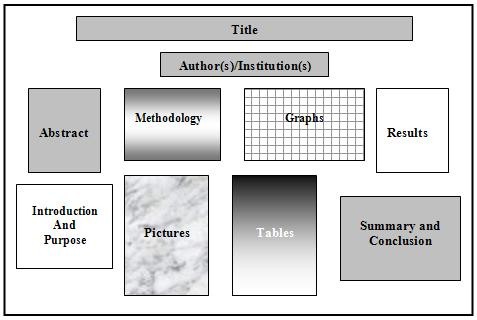 Title
Author(s)/Institution(s)
Abstract
Methodology
Graphs
Results
Introduction
And
Purpose
Pictures
Tables
Summary and
Conclusion